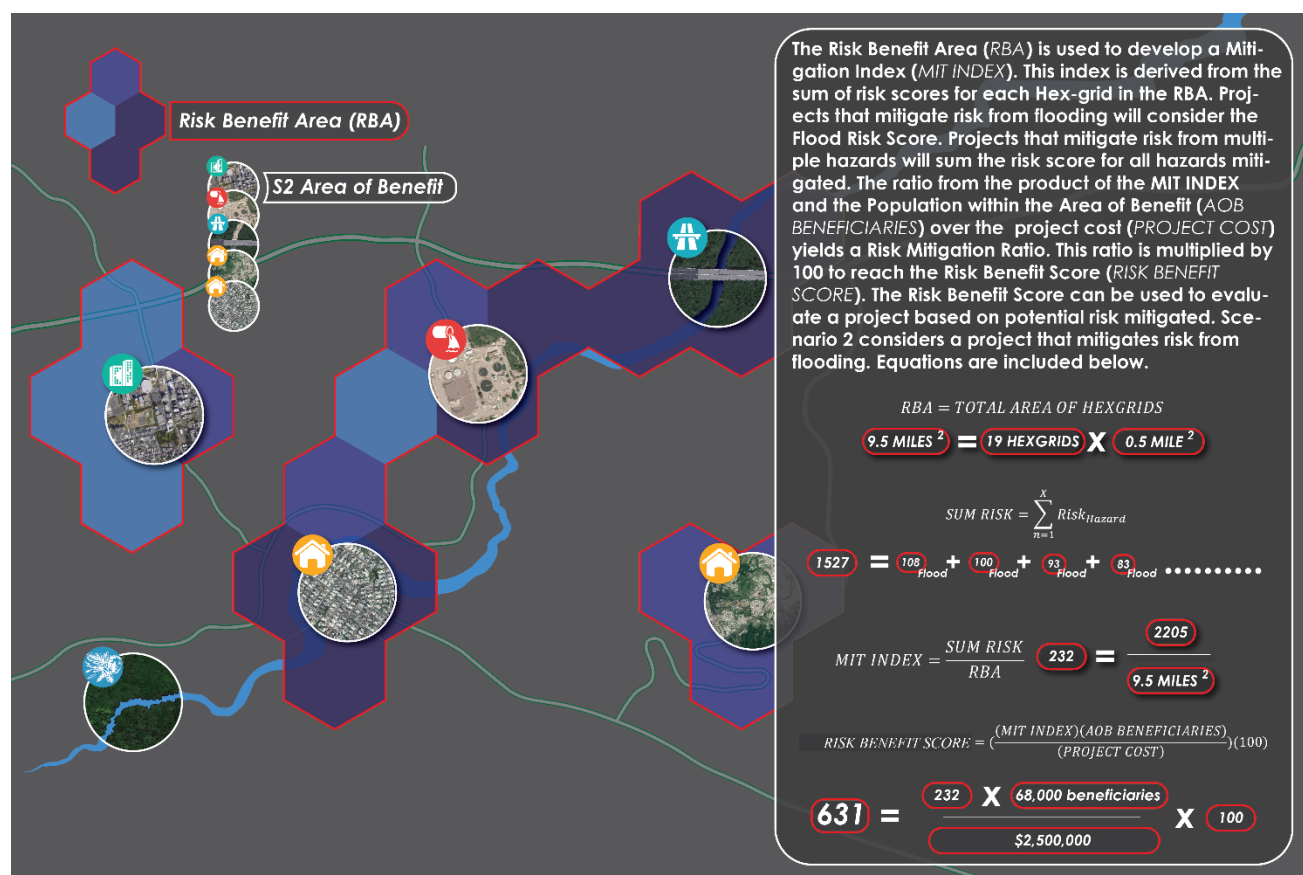 Risk Benefit Area (RBA)
S2 Area of Benefit
The Risk Benefit Area (RBA) is used to develop a Miti-
gation Index (MIT INDEX). This index is derived from the
sum of risk scores for each Hex-grid in the RBA. Proj-
ects that mitigate risk from flooding will consider the
Flood Risk Score. Projects that mitigate risk from multi-
ple hazards will sum the risk score for all hazards miti-
gated. The ratio from the product of the MIT INDEX
and the Population within the Area of Benefit (AOB
BENEFICIARIES) over the project cost (PROJECT COST)
yields a Risk Mitigation Ratio. This ratio is multiplied by
100 to reach the Risk Benefit Score (RISK BENEFIT
SCORE). The Risk Benefit Score can be used to evalu-
ate a project based on potential risk mitigated. Sce-
nario 2 considers a project that mitigates risk from
flooding. Equations are included below.
RBA = TOTAL AREA OF HEXGRIDS
9.5 MILES 2 = 19 HEXGRIDS X 0.5 MILE 2
X
SUM RISK = ∑ Risk Hazard
n=1
1527 = 108 Flood + 100 Flood + 93 Flood + 83 Flood ..........
MIT INDEX = SUM RISK / RBA 232 = 2205 / 9.5 MILES 2
RISK BENEFIT SCORE = ((MIT INDEX)(AOB BENEFICIARIES) / (PROJECT COST))(100)
631 = 232 X 68,000 beneficiaries / $2,500,000 X 100